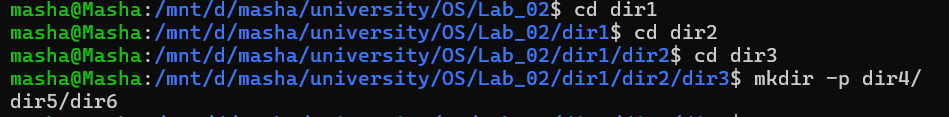 masha@Masha:/mnt/d/masha/university/OS/Lab_02$ cd dir1
masha@Masha:/mnt/d/masha/university/OS/Lab_02/dir1$ cd dir2
masha@Masha:/mnt/d/masha/university/OS/Lab_02/dir1/dir2$ cd dir3
masha@Masha:/mnt/d/masha/university/OS/Lab_02/dir1/dir2/dir3$ mkdir -p dir4/
dir5/dir6